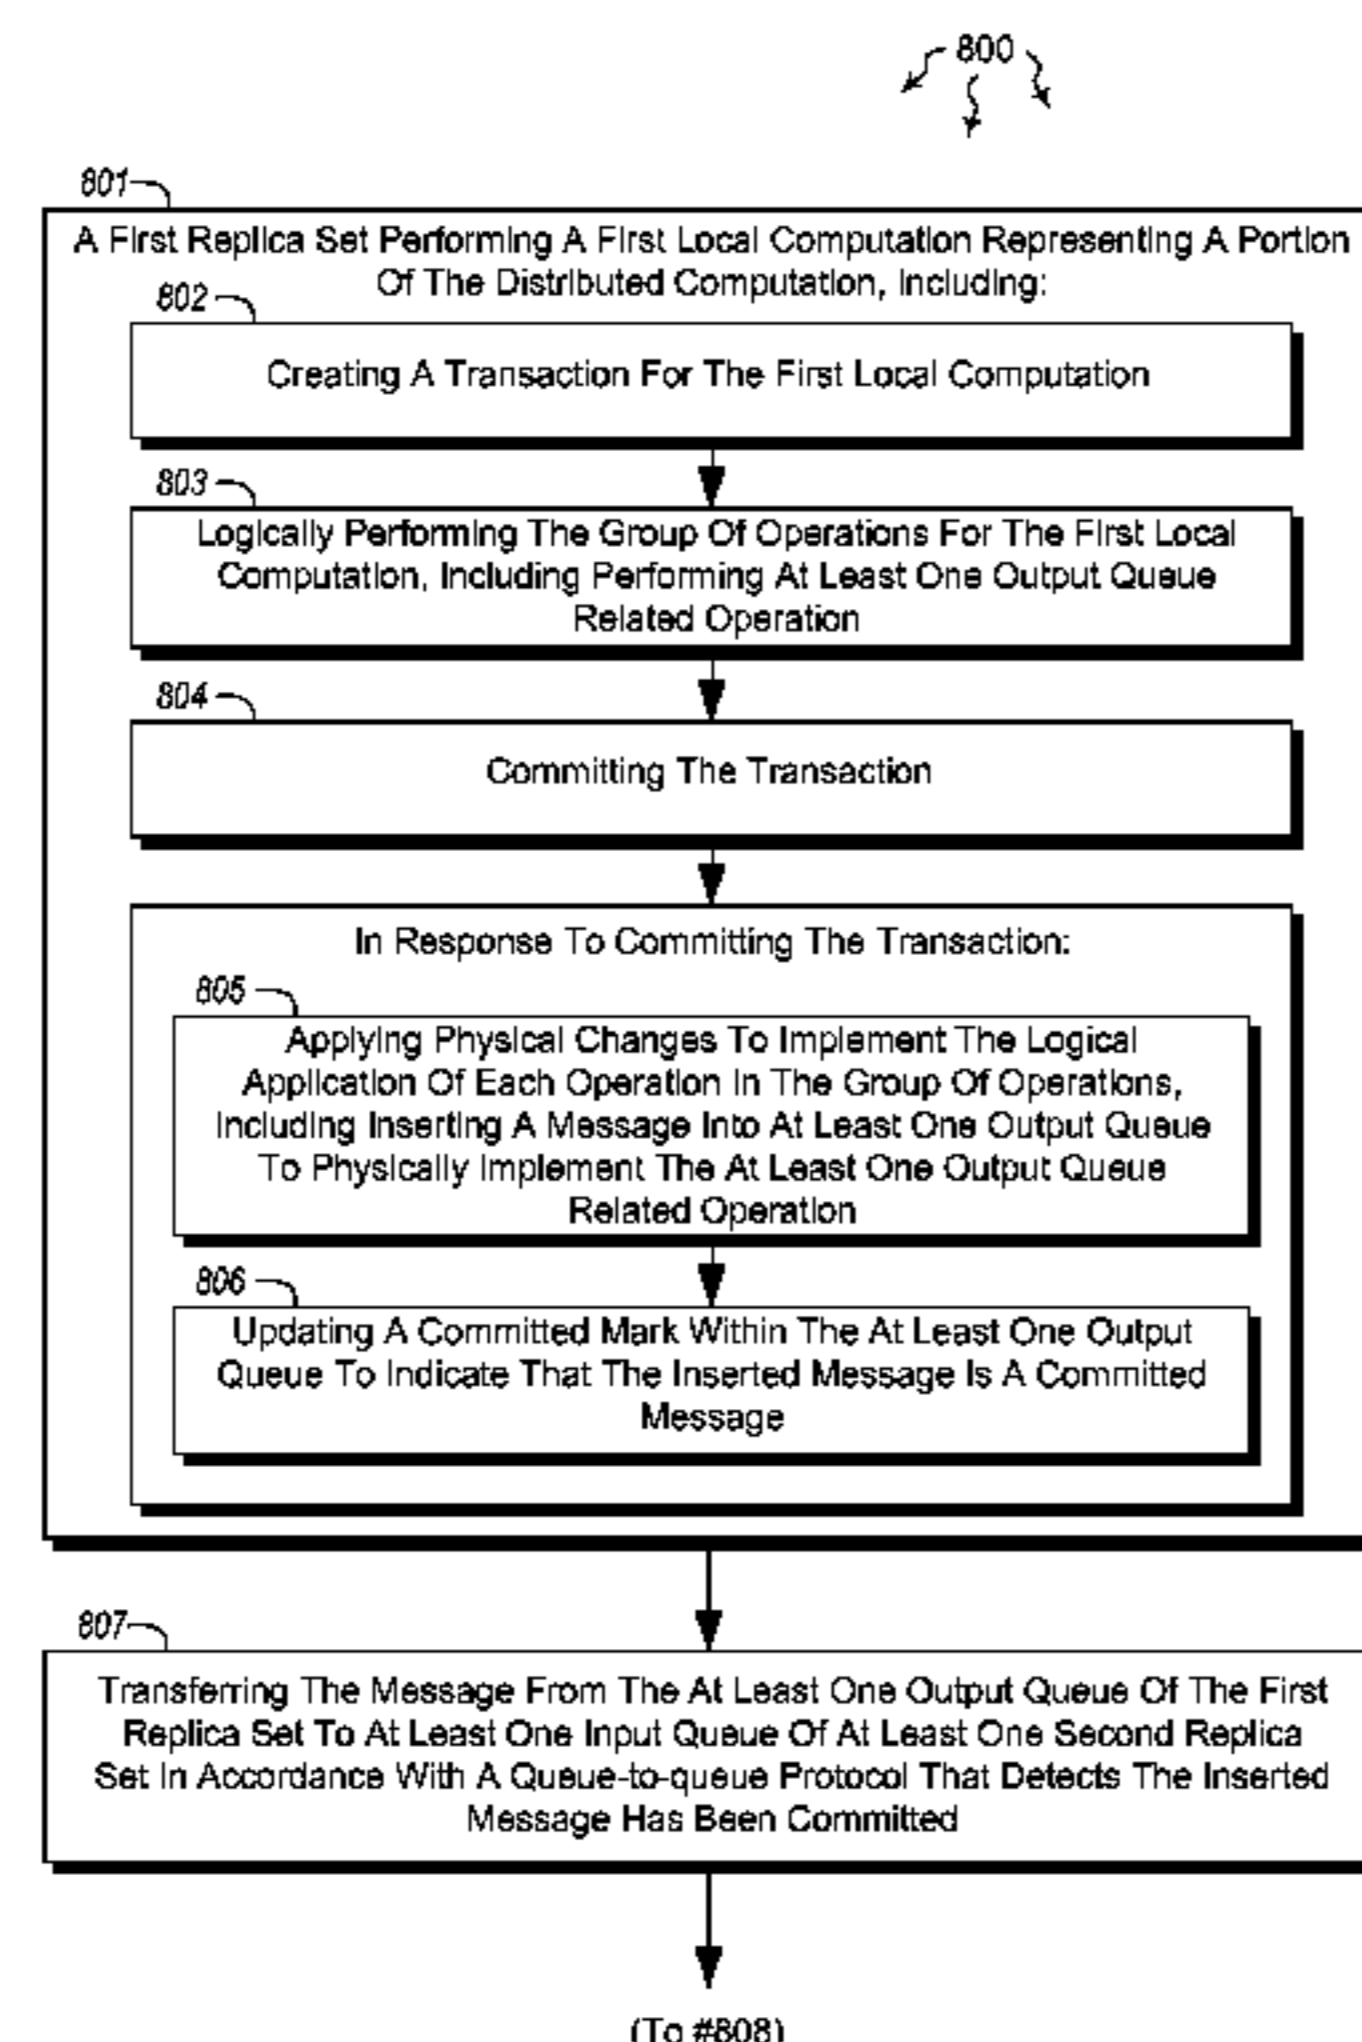 800
801
A First Replica Set Performing A First Local Computation Representing A Portion
Of The Distributed Computation, Including:
802
Creating A Transaction For The First Local Computation
803
Logically Performing The Group Of Operations For The First Local
Computation, Including Performing At Least One Output Queue
Related Operation
804
Committing The Transaction
In Response To Committing The Transaction:
805
Applying Physical Changes To Implement The Logical
Application Of Each Operation In The Group Of Operations,
Including Inserting A Message Into At Least One Output Queue
To Physically Implement The At Least One Output Queue
Related Operation
806
Updating A Committed Mark Within The At Least One Output
Queue To Indicate That The Inserted Message Is A Committed
Message
807
Transferring The Message From The At Least One Output Queue Of The First
Replica Set To At Least One Input Queue Of At Least One Second Replica
Set In Accordance With A Queue-to-queue Protocol That Detects The Inserted
Message Has Been Committed
(To #808)